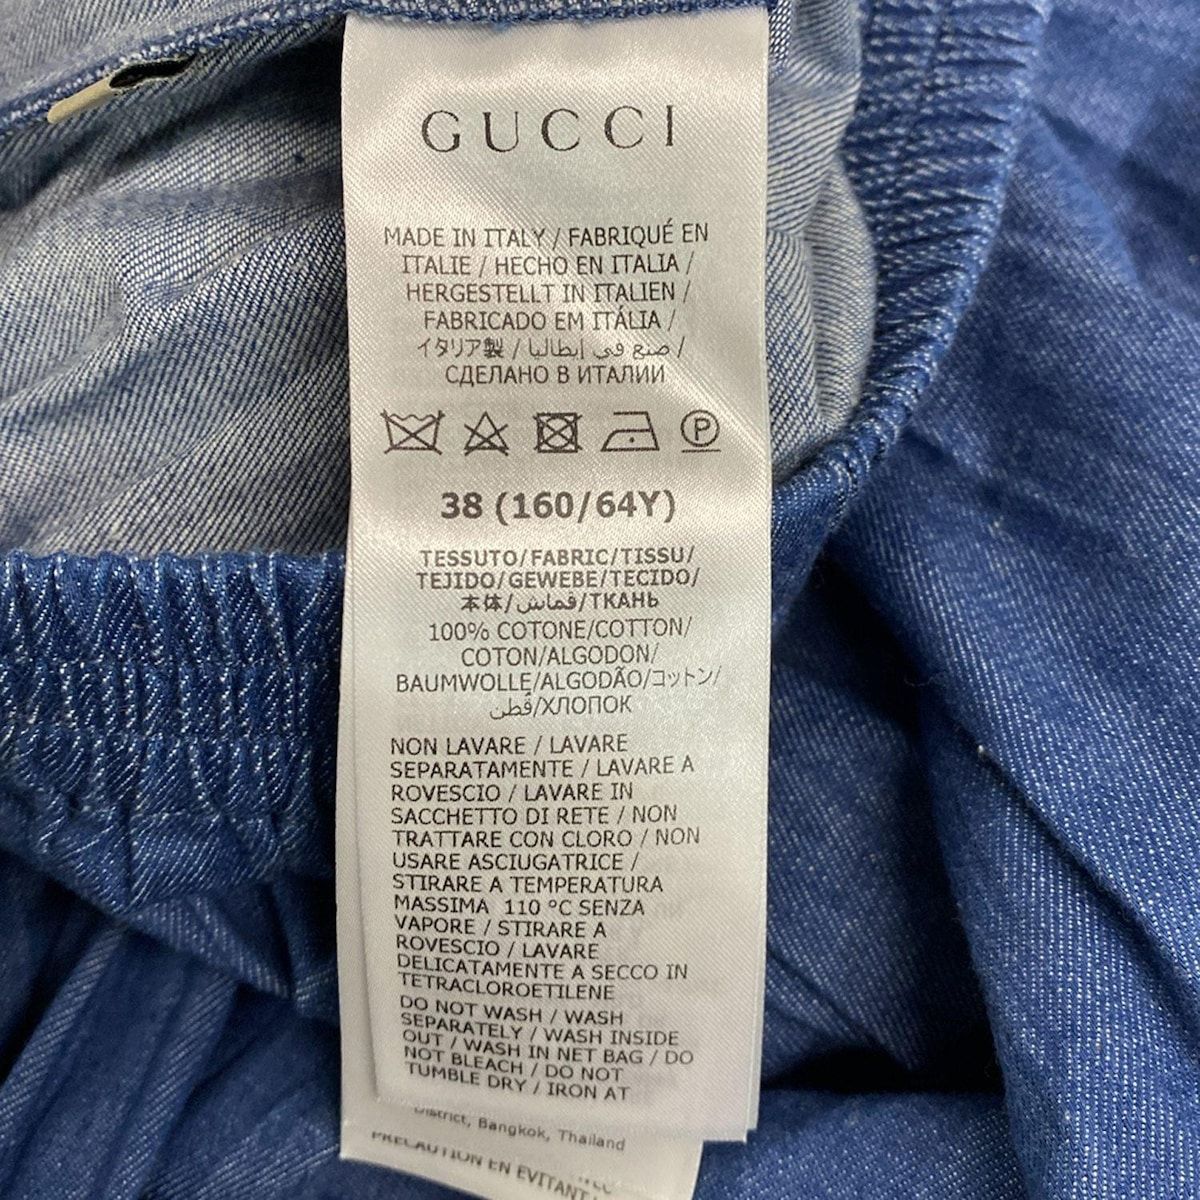 GUCCI
MADE IN ITALY / FABRIQUÉ EN
ITALIE / HECHO EN ITALIA /
HERGESTELLT IN ITALIEN /
FABRICADO EM ITÁLIA /
イタリア製 / صنع في إيطاليا /
СДЕЛАНО В ИТАЛИИ
P
38 (160/64Y)
TESSUTO/FABRIC/TISSU/
TEJIDO/GEWEBE/TECIDO/
本体/قماش/ТКАНЬ
100% COTONE/COTTON/
COTON/ALGODON/
BAUMWOLLE/ALGODÃO/コットン/
قطن/ХЛОПОК
NON LAVARE / LAVARE
SEPARATAMENTE / LAVARE A
ROVESCIO / LAVARE IN
SACCHETTO DI RETE / NON
TRATTARE CON CLORO / NON
USARE ASCIUGATRICE /
STIRARE A TEMPERATURA
MASSIMA 110 °C SENZA
VAPORE / STIRARE A
ROVESCIO / LAVARE
DELICATAMENTE A SECCO IN
TETRACLOROETILENE
DO NOT WASH / WASH
SEPARATELY / WASH INSIDE
OUT / WASH IN NET BAG / DO
NOT BLEACH / DO NOT
TUMBLE DRY / IRON AT
District, Bangkok, Thailand
PRECAUTION EN EVITANT